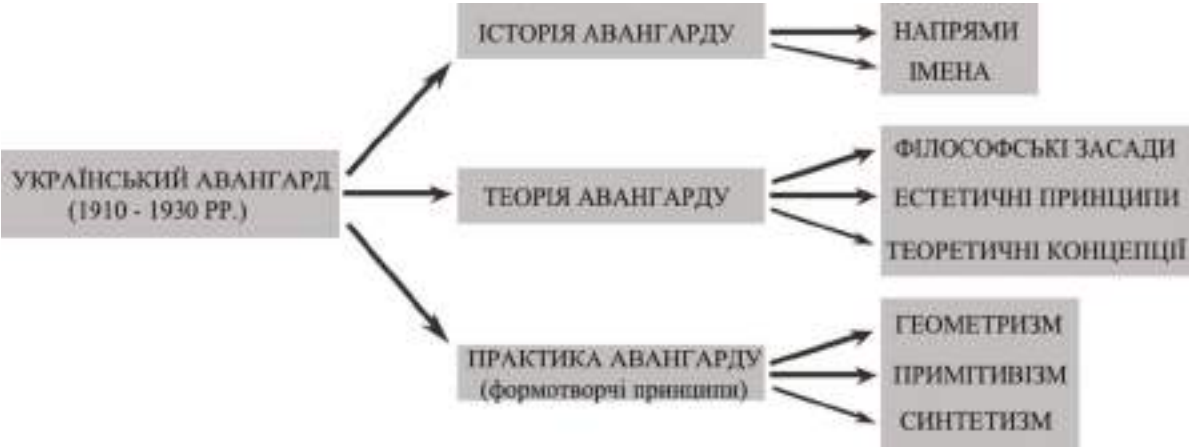 УКРАЇНСЬКИЙ АВАНГАРД
(1910 - 1930 РР.)
ІСТОРІЯ АВАНГАРДУ
НАПРЯМИ
ІМЕНА
ТЕОРІЯ АВАНГАРДУ
ФІЛОСОФСЬКІ ЗАСАДИ
ЕСТЕТИЧНІ ПРИНЦИПИ
ТЕОРЕТИЧНІ КОНЦЕПЦІЇ
ПРАКТИКА АВАНГАРДУ
(формотворчі принципи)
ГЕОМЕТРИЗМ
ПРИМІТИВІЗМ
СИНТЕТИЗМ